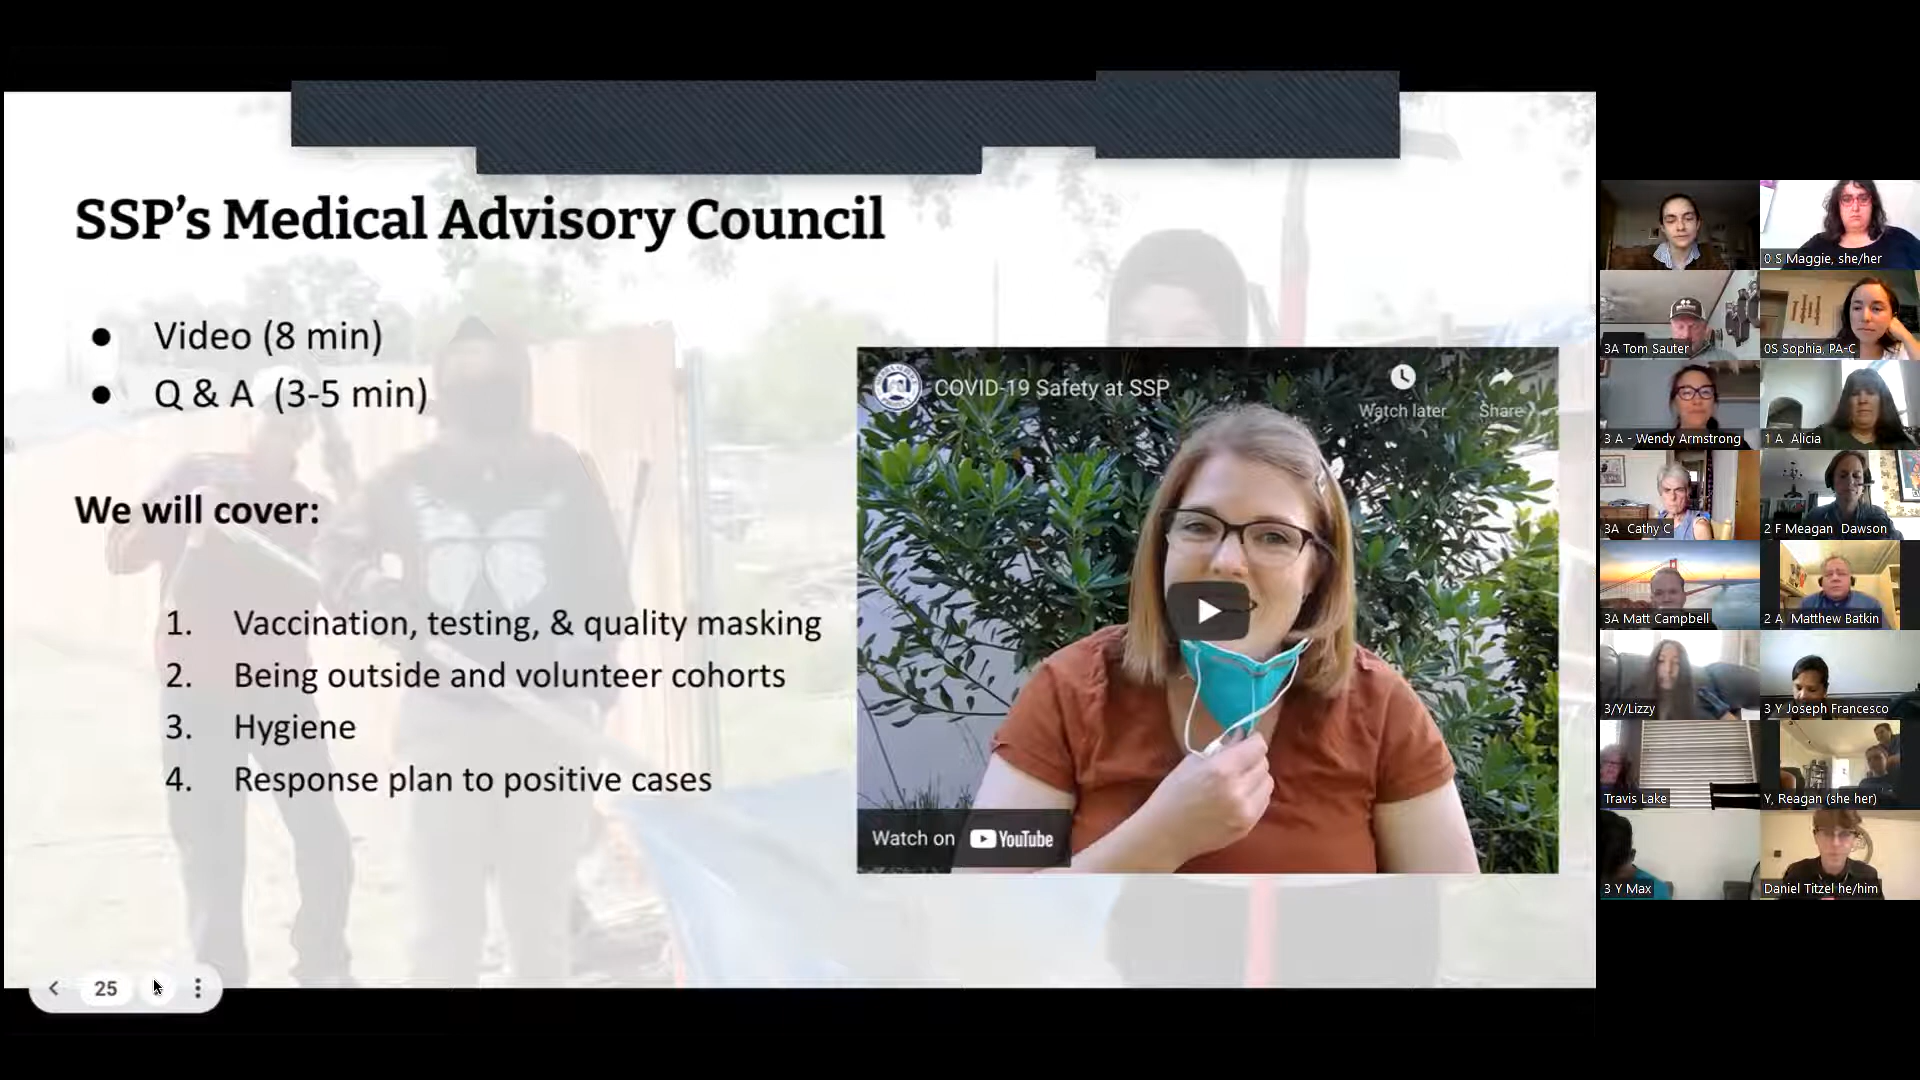 SSP’s Medical Advisory Council
● Video (8 min)
● Q & A (3-5 min)
We will cover:
1. Vaccination, testing, & quality masking
2. Being outside and volunteer cohorts
3. Hygiene
4. Response plan to positive cases
COVID-19 Safety at SSP
Watch later
Share
Watch on YouTube
25
0 S Maggie, she/her
3A Tom Sauter
0S Sophia, PA-C
3 A - Wendy Armstrong
1 A Alicia
3A Cathy C
2 F Meagan Dawson
3A Matt Campbell
2 A Matthew Batkin
3/Y/Lizzy
3 Y Joseph Francesco
Travis Lake
Y, Reagan (she her)
3 Y Max
Daniel Titzel he/him